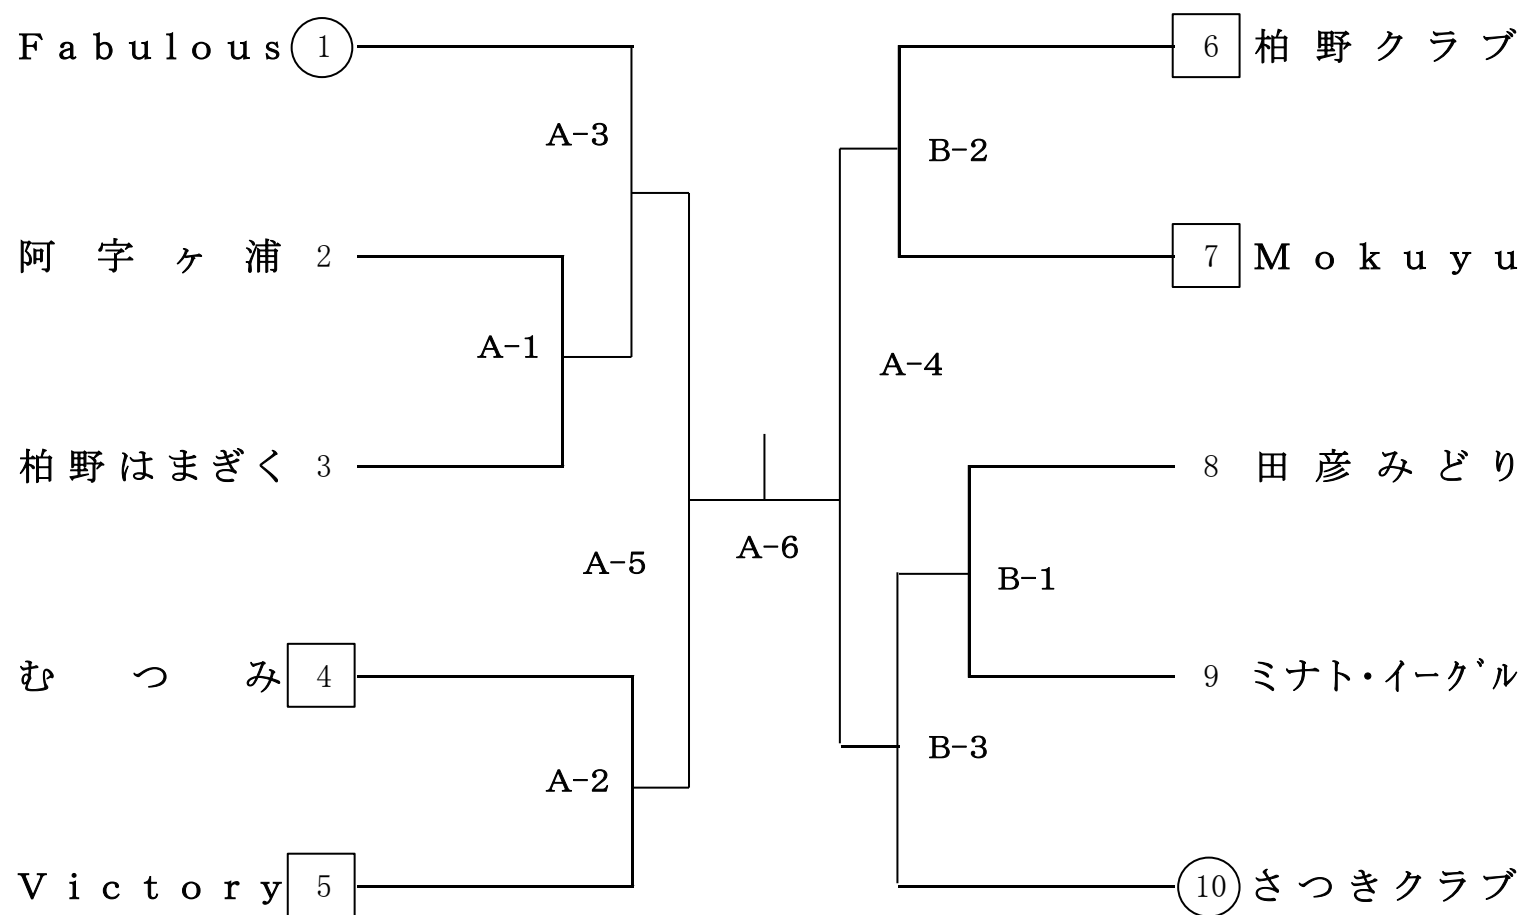 Fabulous 1
A-3
阿字ヶ浦 2
A-1
柏野はまぎく 3
A-5
むつみ 4
A-2
Victory 5
A-6
6 柏野クラブ
B-2
7 Mokuyu
A-4
8 田彦みどり
B-1
9 ミナト・イーグル
B-3
10 さつきクラブ